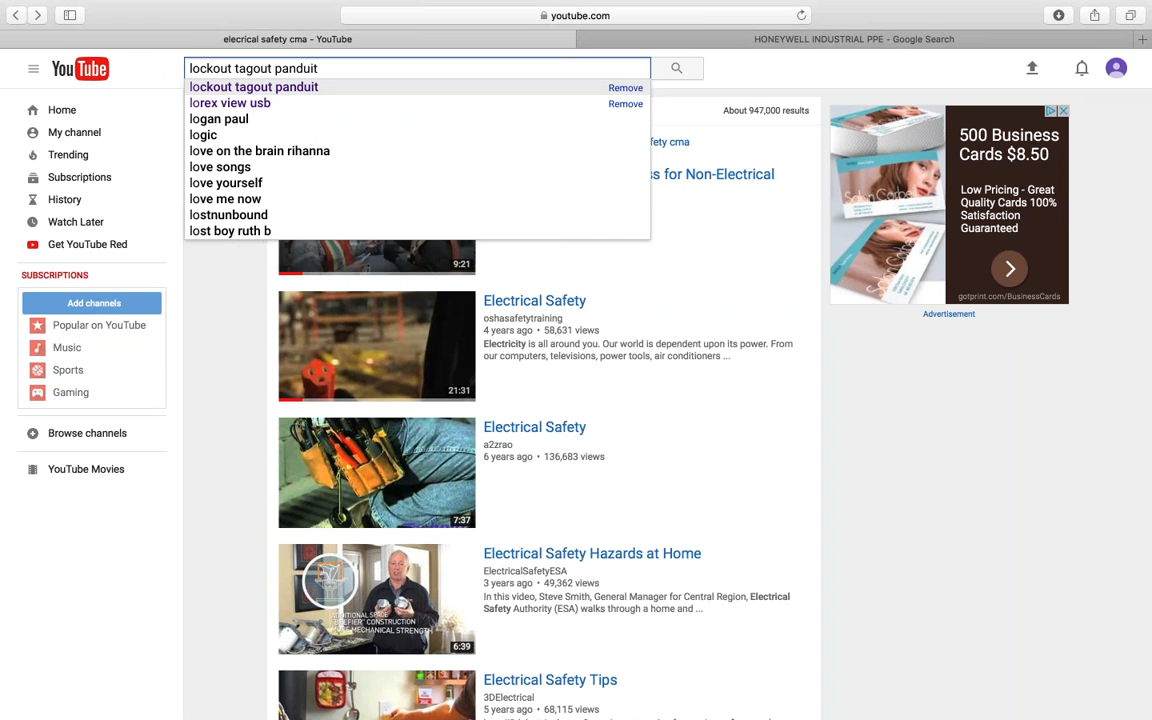 youtube.com
elecrical safety cma - YouTube
HONEYWELL INDUSTRIAL PPE - Google Search
YouTube
lockout tagout panduit
lockout tagout panduit Remove
lorex view usb Remove
logan paul
logic
love on the brain rihanna
love songs
love yourself
love me now
lostnunbound
lost boy ruth b
Home
My channel
Trending
Subscriptions
History
Watch Later
Get YouTube Red
SUBSCRIPTIONS
Add channels
Popular on YouTube
Music
Sports
Gaming
Browse channels
YouTube Movies
About 947,000 results
fety cma
ss for Non-Electrical
9:21
Electrical Safety
oshasafetytraining
4 years ago • 58,631 views
Electricity is all around you. Our world is dependent upon its power. From
our computers, televisions, power tools, air conditioners ...
21:31
Electrical Safety
a2zrao
6 years ago • 136,683 views
7:37
Electrical Safety Hazards at Home
ElectricalSafetyESA
3 years ago • 49,362 views
In this video, Steve Smith, General Manager for Central Region, Electrical
Safety Authority (ESA) walks through a home and ...
MECHANICAL STRENGTH
6:39
Electrical Safety Tips
3DElectrical
5 years ago • 68,115 views
500 Business
Cards $8.50
Low Pricing - Great
Quality Cards 100%
Satisfaction
Guaranteed
gotprint.com/BusinessCards
Advertisement